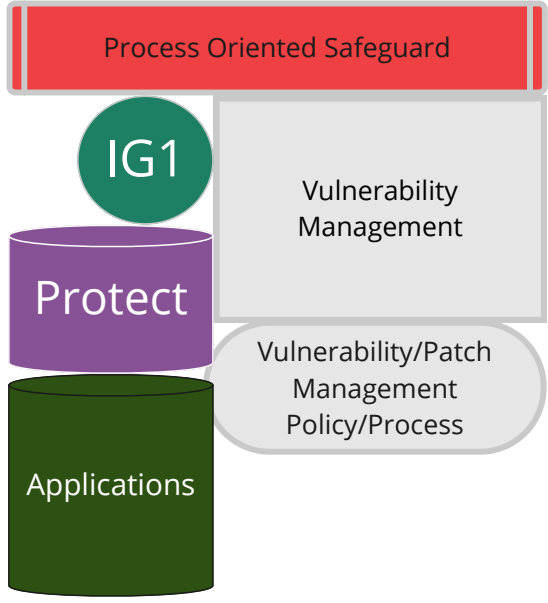 Process Oriented Safeguard
IG1
Vulnerability
Management
Protect
Vulnerability/Patch
Management
Policy/Process
Applications